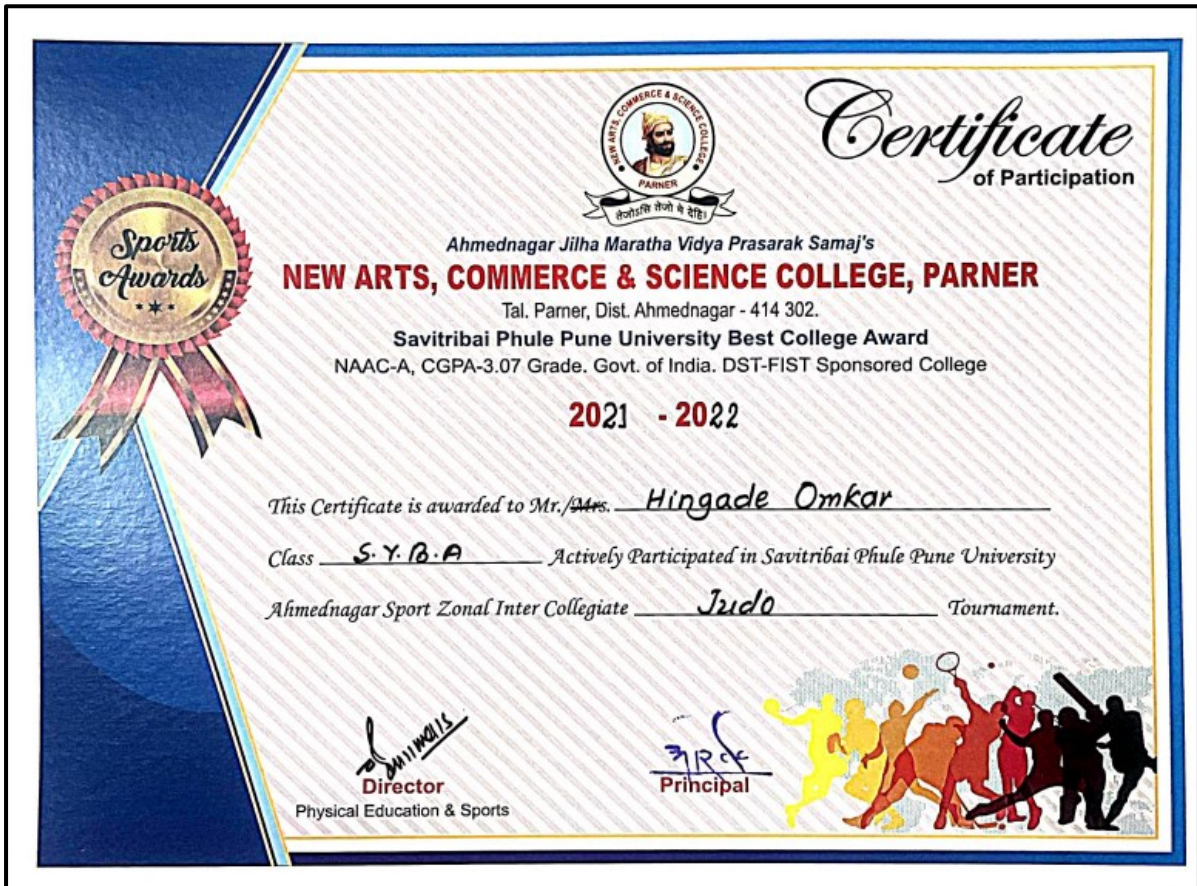 NEW ARTS, COMMERCE & SCIENCE COLLEGE
PARNER
तेजोऽसि तेजो मे देहि।
Certificate
of Participation
Sports
Awards
Ahmednagar Jilha Maratha Vidya Prasarak Samaj's
NEW ARTS, COMMERCE & SCIENCE COLLEGE, PARNER
Tal. Parner, Dist. Ahmednagar - 414 302.
Savitribai Phule Pune University Best College Award
NAAC-A, CGPA-3.07 Grade. Govt. of India. DST-FIST Sponsored College
2021 - 2022
This Certificate is awarded to Mr./Mrs. Hingade Omkar
Class S.Y.B.A Actively Participated in Savitribai Phule Pune University
Ahmednagar Sport Zonal Inter Collegiate Judo Tournament.
Director
Physical Education & Sports
Principal